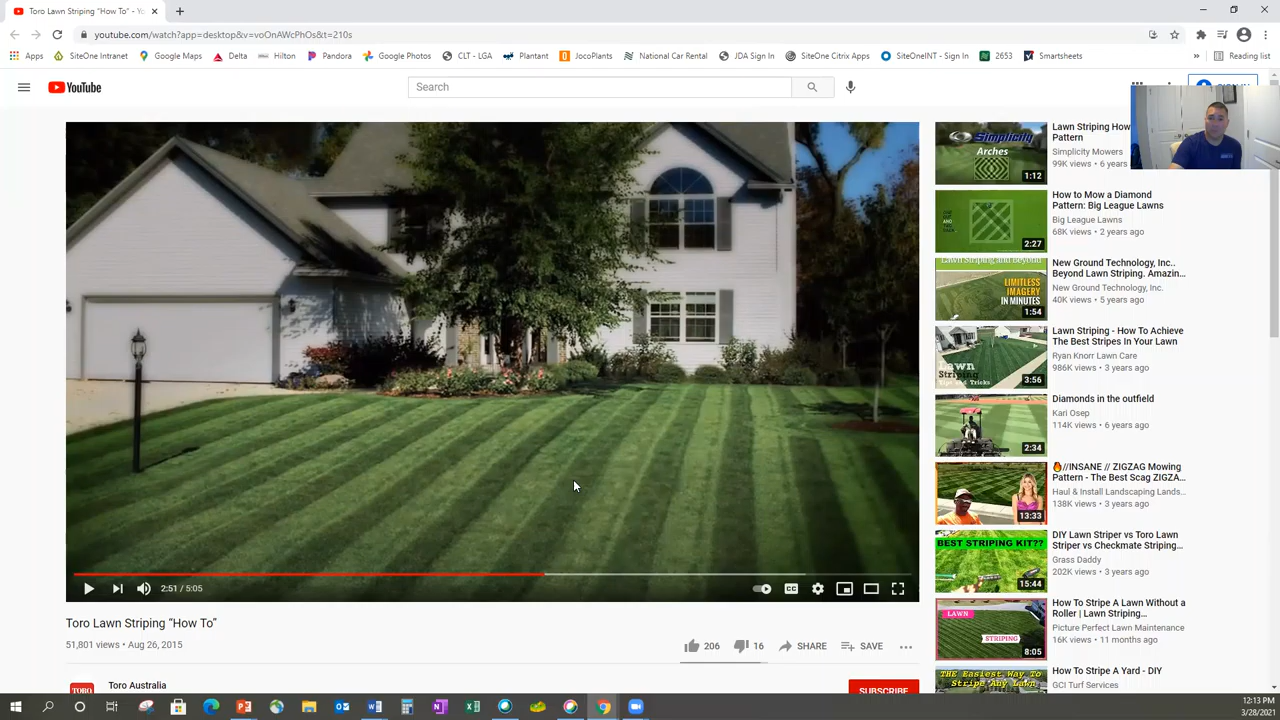 Toro Lawn Striping “How To” -
youtube.com/watch?app=desktop&v=voOnAWcPhOs&t=210s
Apps
SiteOne Intranet
Google Maps
Delta
Hilton
Pandora
Google Photos
CLT - LGA
Plantant
JocoPlants
National Car Rental
JDA Sign In
SiteOne Citrix Apps
SiteOneINT - Sign In
2653
Smartsheets
»
Reading list
YouTube
Search
Simplicity
Arches
1:12
Lawn Striping How
Pattern
Simplicity Mowers
99K views • 6 years
2:27
How to Mow a Diamond
Pattern: Big League Lawns
Big League Lawns
68K views • 2 years ago
Lawn Striping and Beyond
LIMITLESS
IMAGERY
IN MINUTES
1:54
New Ground Technology, Inc..
Beyond Lawn Striping. Amazin...
New Ground Technology, Inc.
40K views • 5 years ago
Lawn
Striping
Tips and Tricks
3:56
Lawn Striping - How To Achieve
The Best Stripes In Your Lawn
Ryan Knorr Lawn Care
986K views • 3 years ago
2:34
Diamonds in the outfield
Kari Osep
114K views • 6 years ago
13:33
🔥//INSANE // ZIGZAG Mowing
Pattern - The Best Scag ZIGZA...
Haul & Install Landscaping Lands...
138K views • 3 years ago
BEST STRIPING KIT??
15:44
DIY Lawn Striper vs Toro Lawn
Striper vs Checkmate Striping...
Grass Daddy
202K views • 3 years ago
LAWN
STRIPING
8:05
How To Stripe A Lawn Without a
Roller | Lawn Striping...
Picture Perfect Lawn Maintenance
16K views • 11 months ago
THE Easiest Way To
Stripe Any Lawn
How To Stripe A Yard - DIY
GCI Turf Services
2:51 / 5:05
CC
Toro Lawn Striping “How To”
51,801 views • Aug 26, 2015
206
16
SHARE
SAVE
TORO
Toro Australia
SUBSCRIBE
12:13 PM
3/28/2021